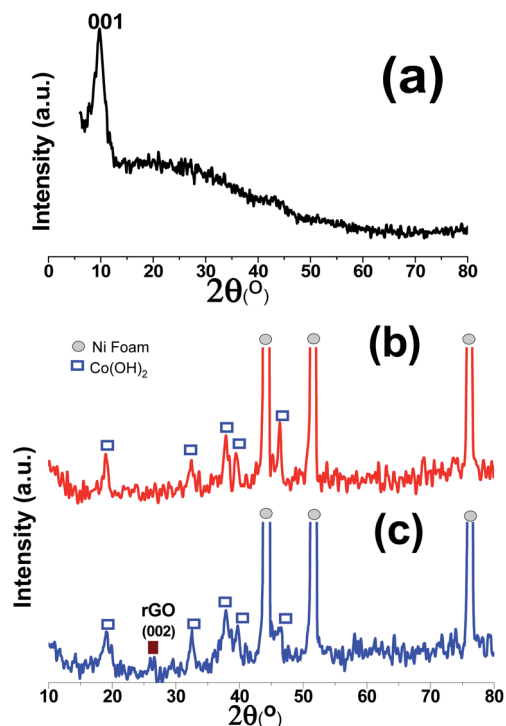 001
(a)
Intensity (a.u.)
0 10 20 30 40 50 60 70 80
2θ(O)
Ni Foam
Co(OH)2
(b)
Intensity (a.u.)
(c)
rGO
(002)
10 20 30 40 50 60 70 80
2θ(o)